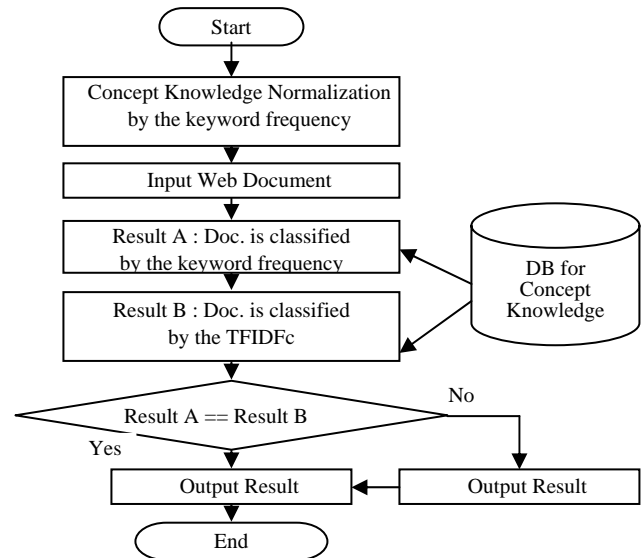 Start
Concept Knowledge Normalization
by the keyword frequency
Input Web Document
Result A : Doc. is classified
by the keyword frequency
DB for
Concept
Knowledge
Result B : Doc. is classified
by the TFIDFc
Result A == Result B
No
Yes
Output Result
Output Result
End